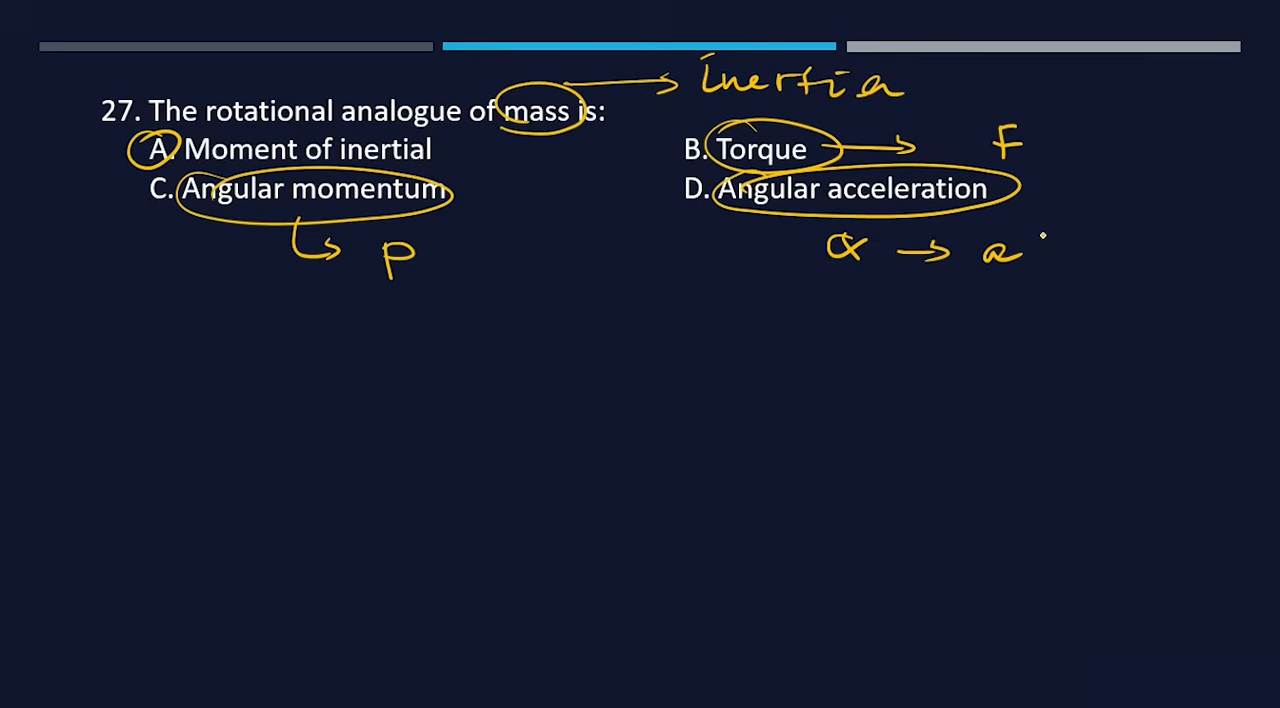 Inertia
27. The rotational analogue of mass is:
A. Moment of inertial B. Torque → F
C. Angular momentum D. Angular acceleration
p α → a